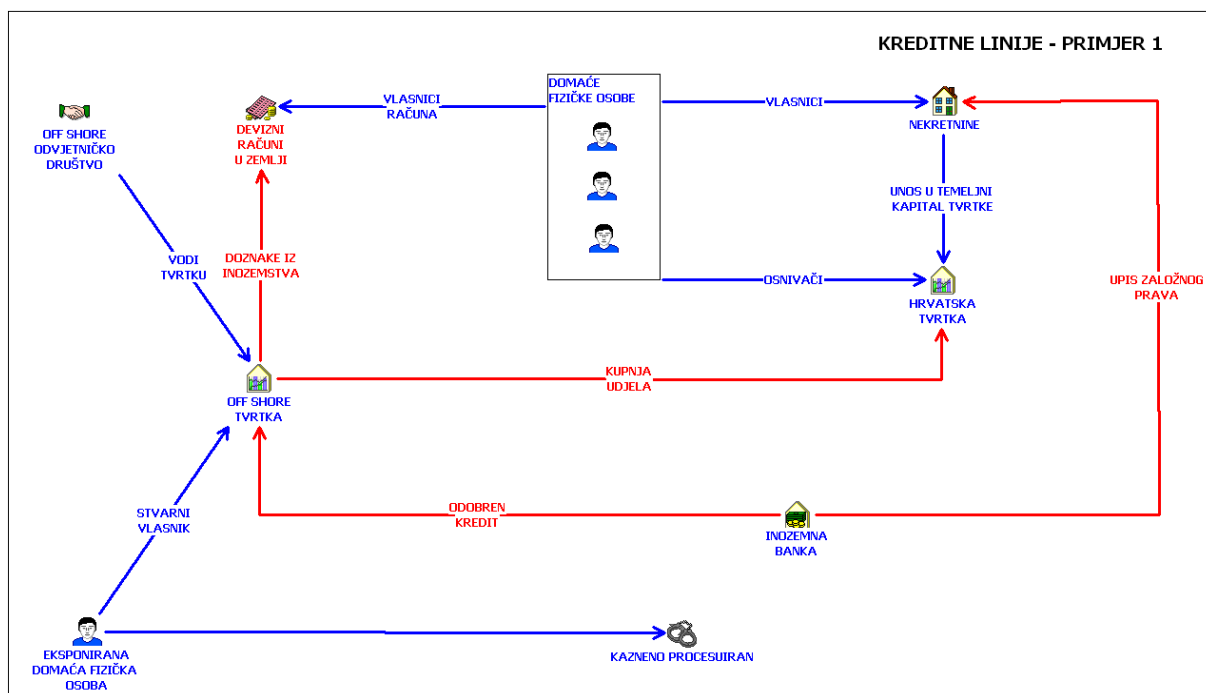 KREDITNE LINIJE - PRIMJER 1
OFF SHORE
ODVJETNIČKO
DRUŠTVO
DEVIZNI
RAČUNI
U ZEMLJI
VLASNICI
RAČUNA
DOMAĆE
FIZIČKE OSOBE
VLASNICI
NEKRETNINE
UNOS U TEMELJNI
KAPITAL TVRTKE
VODI
TVRTKU
DOZNAKE IZ
INOZEMSTVA
OSNIVAČI
HRVATSKA
TVRTKA
UPIS ZALOŽNOG
PRAVA
OFF SHORE
TVRTKA
KUPNJA
UDJELA
STVARNI
VLASNIK
ODOBREN
KREDIT
INOZEMNA
BANKA
EKSPONIRANA
DOMAĆA FIZIČKA
OSOBA
KAZNENO PROCESUIRAN